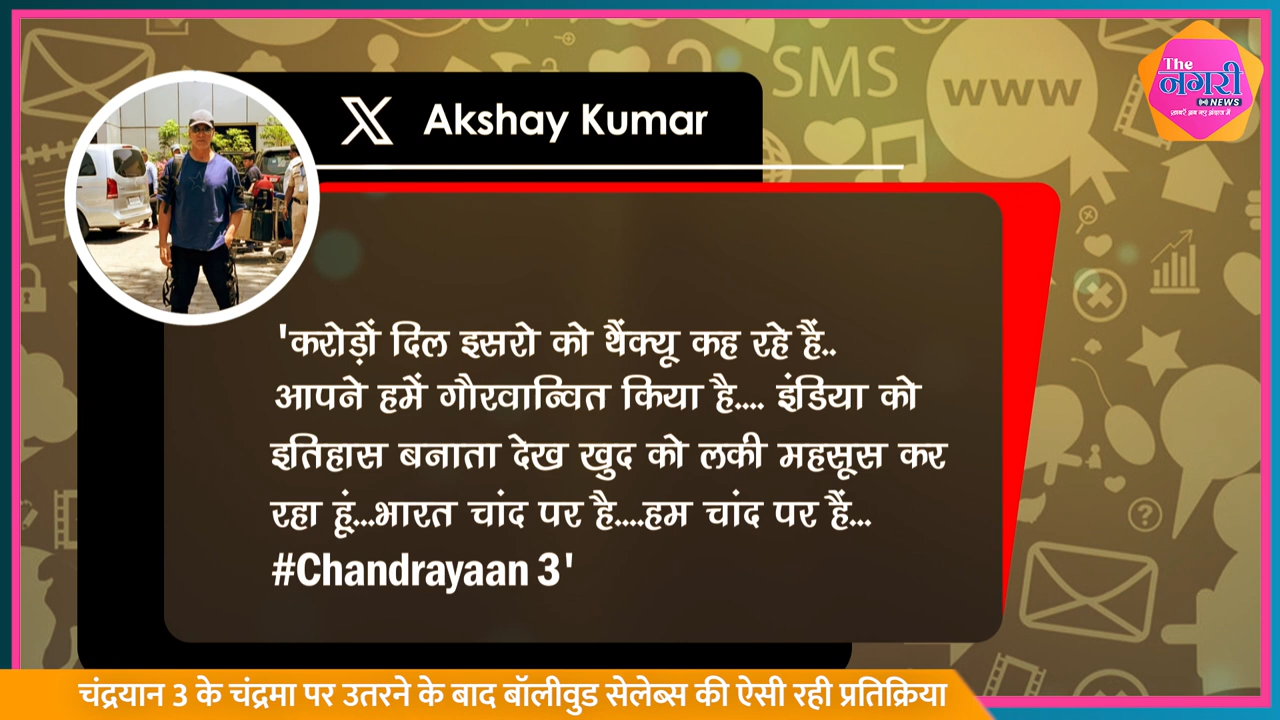 SMS
www
The
नगरी
NEWS
X Akshay Kumar
'करोड़ों दिल इसरो को थैंक्यू कह रहे हैं..
आपने हमें गौरवान्वित किया है.... इंडिया को
इतिहास बनाता देख खुद को लकी महसूस कर
रहा हूं...भारत चांद पर है....हम चांद पर हैं...
#Chandrayaan 3'
चंद्रयान 3 के चंद्रमा पर उतरने के बाद बॉलीवुड सेलेब्स की ऐसी रही प्रतिक्रिया